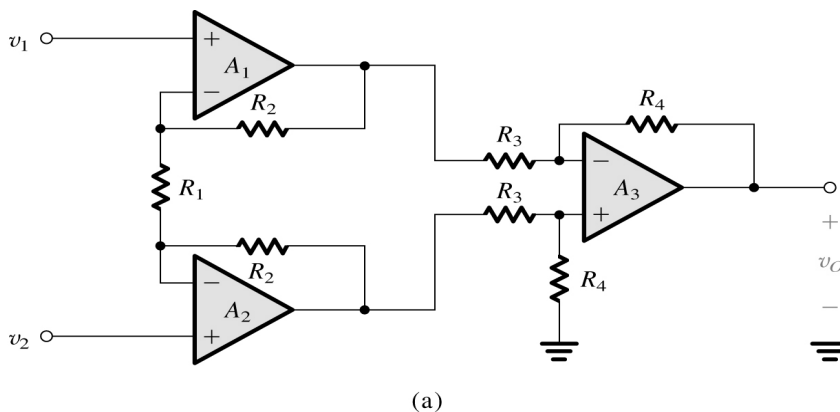 v1
+
A1
−
R2
R1
R2
−
A2
+
v2
R3
R3
R4
−
A3
+
R4
+
vO
−
(a)